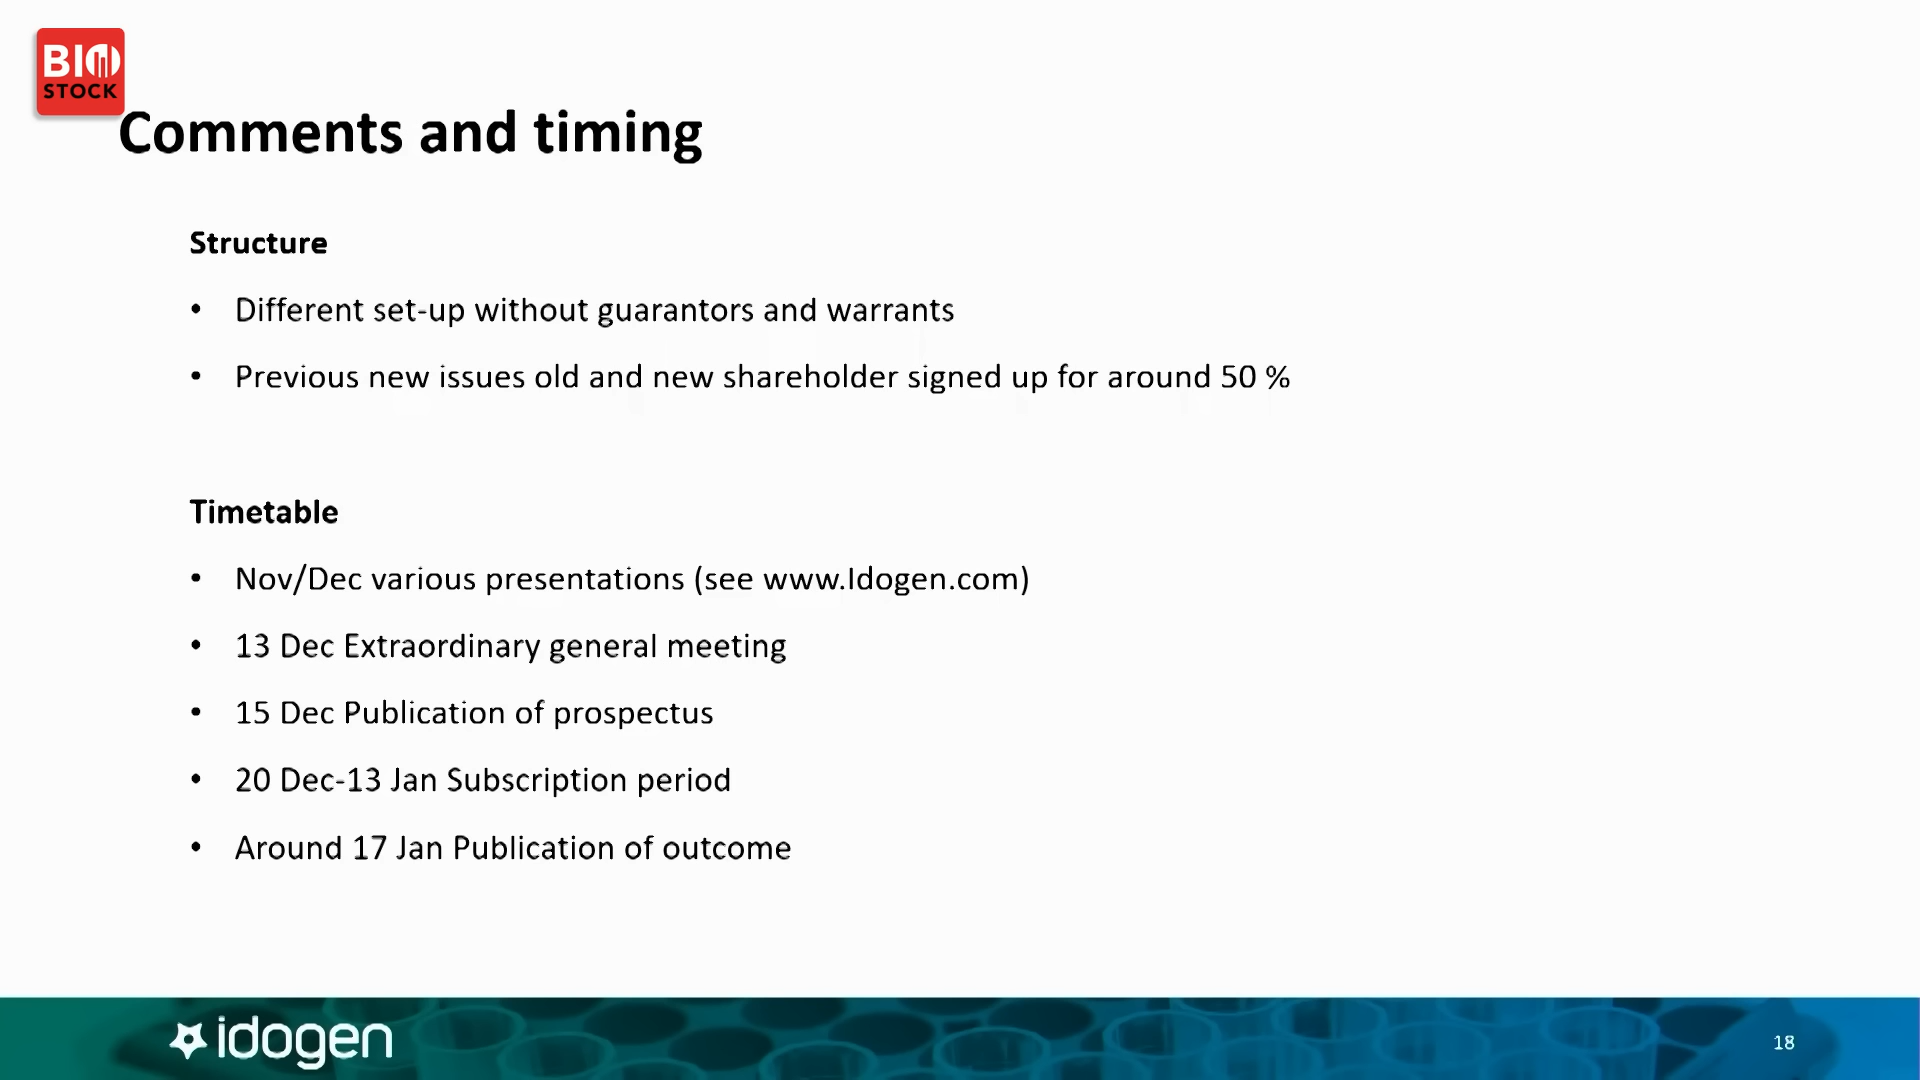 BIO
STOCK
Comments and timing
Structure
• Different set-up without guarantors and warrants
• Previous new issues old and new shareholder signed up for around 50 %
Timetable
• Nov/Dec various presentations (see www.Idogen.com)
• 13 Dec Extraordinary general meeting
• 15 Dec Publication of prospectus
• 20 Dec-13 Jan Subscription period
• Around 17 Jan Publication of outcome
idogen
18